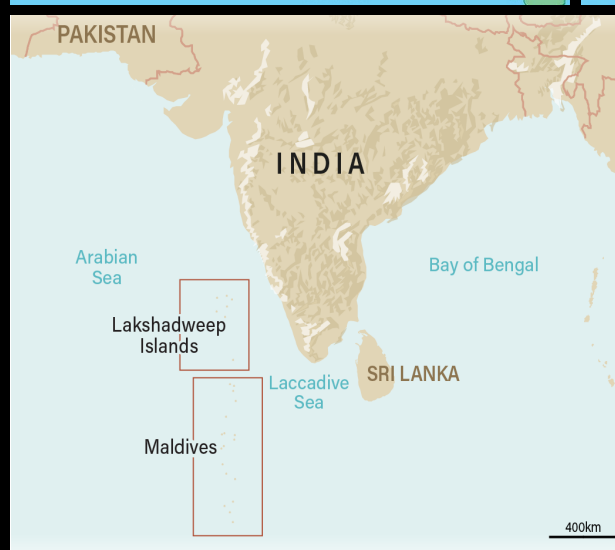 PAKISTAN
INDIA
Arabian
Sea
Bay of Bengal
Lakshadweep
Islands
Laccadive
Sea
SRI LANKA
Maldives
400km